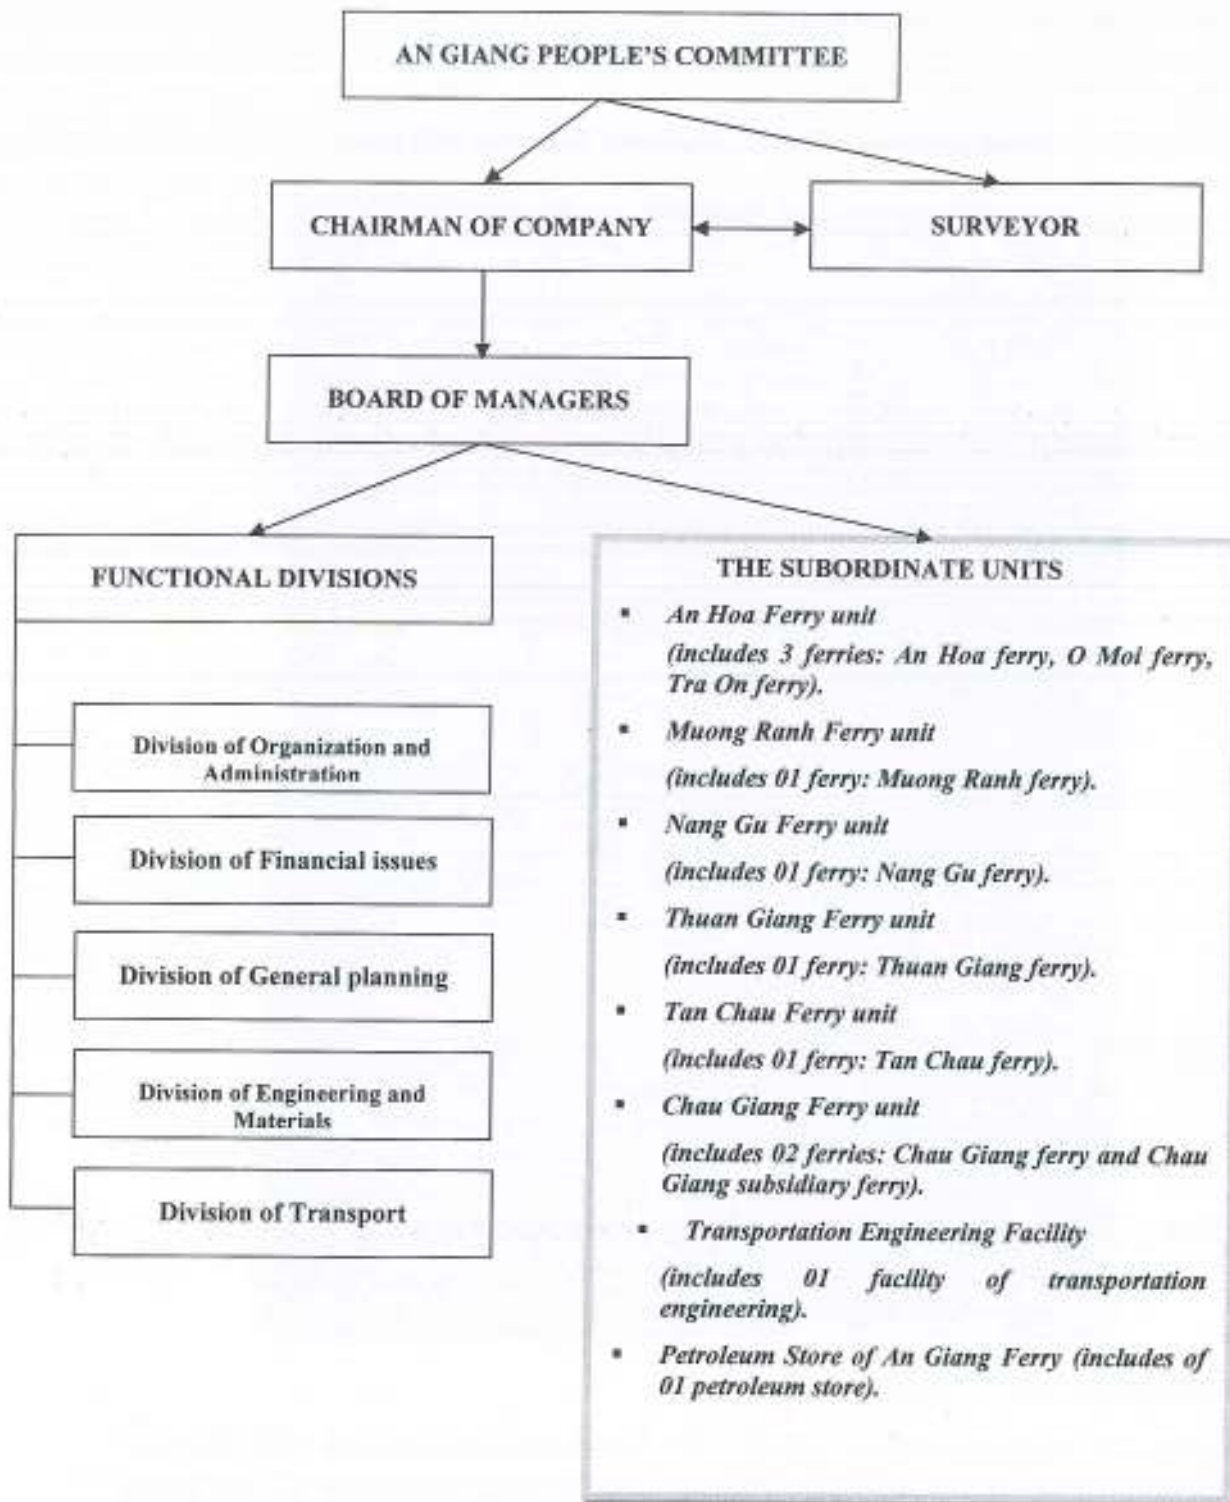 AN GIANG PEOPLE'S COMMITTEE
CHAIRMAN OF COMPANY
SURVEYOR
BOARD OF MANAGERS
FUNCTIONAL DIVISIONS
Division of Organization and
Administration
Division of Financial issues
Division of General planning
Division of Engineering and
Materials
Division of Transport
THE SUBORDINATE UNITS
▪ An Hoa Ferry unit
(includes 3 ferries: An Hoa ferry, O Moi ferry,
Tra On ferry).
▪ Muong Ranh Ferry unit
(includes 01 ferry: Muong Ranh ferry).
▪ Nang Gu Ferry unit
(includes 01 ferry: Nang Gu ferry).
▪ Thuan Giang Ferry unit
(includes 01 ferry: Thuan Giang ferry).
▪ Tan Chau Ferry unit
(includes 01 ferry: Tan Chau ferry).
▪ Chau Giang Ferry unit
(includes 02 ferries: Chau Giang ferry and Chau
Giang subsidiary ferry).
▪ Transportation Engineering Facility
(includes 01 facility of transportation
engineering).
▪ Petroleum Store of An Giang Ferry (includes of
01 petroleum store).